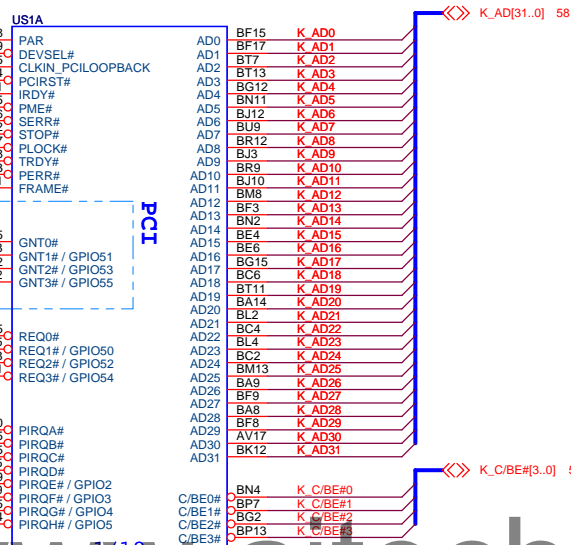 US1A
K_AD[31..0] 58
PAR AD0 BF15 K_AD0
DEVSEL# AD1 BF17 K_AD1
CLKIN_PCILOOPBACK AD2 BT7 K_AD2
PCIRST# AD3 BT13 K_AD3
IRDY# AD4 BG12 K_AD4
PME# AD5 BN11 K_AD5
SERR# AD6 BJ12 K_AD6
STOP# AD7 BU9 K_AD7
PLOCK# AD8 BR12 K_AD8
TRDY# AD9 BJ3 K_AD9
PERR# AD10 BR9 K_AD10
FRAME# AD11 BJ10 K_AD11
AD12 BM8 K_AD12
AD13 BF3 K_AD13
AD14 BN2 K_AD14
GNT0# AD15 BE4 K_AD15
GNT1# / GPIO51 AD16 BE6 K_AD16
GNT2# / GPIO53 AD17 BG15 K_AD17
GNT3# / GPIO55 AD18 BC6 K_AD18
AD19 BT11 K_AD19
AD20 BA14 K_AD20
AD21 BL2 K_AD21
REQ0# AD22 BC4 K_AD22
REQ1# / GPIO50 AD23 BL4 K_AD23
REQ2# / GPIO52 AD24 BC2 K_AD24
REQ3# / GPIO54 AD25 BM13 K_AD25
AD26 BA9 K_AD26
AD27 BF9 K_AD27
AD28 BA8 K_AD28
PIRQA# AD29 BF8 K_AD29
PIRQB# AD30 AV17 K_AD30
PIRQC# AD31 BK12 K_AD31
PCI
PIRQD#
K_C/BE#[3..0]
PIRQE# / GPIO2
PIRQF# / GPIO3 C/BE0# BN4 K_C/BE#0
PIRQG# / GPIO4 C/BE1# BP7 K_C/BE#1
PIRQH# / GPIO5 C/BE2# BG2 K_C/BE#2
C/BE3# BP13 K_C/BE#3